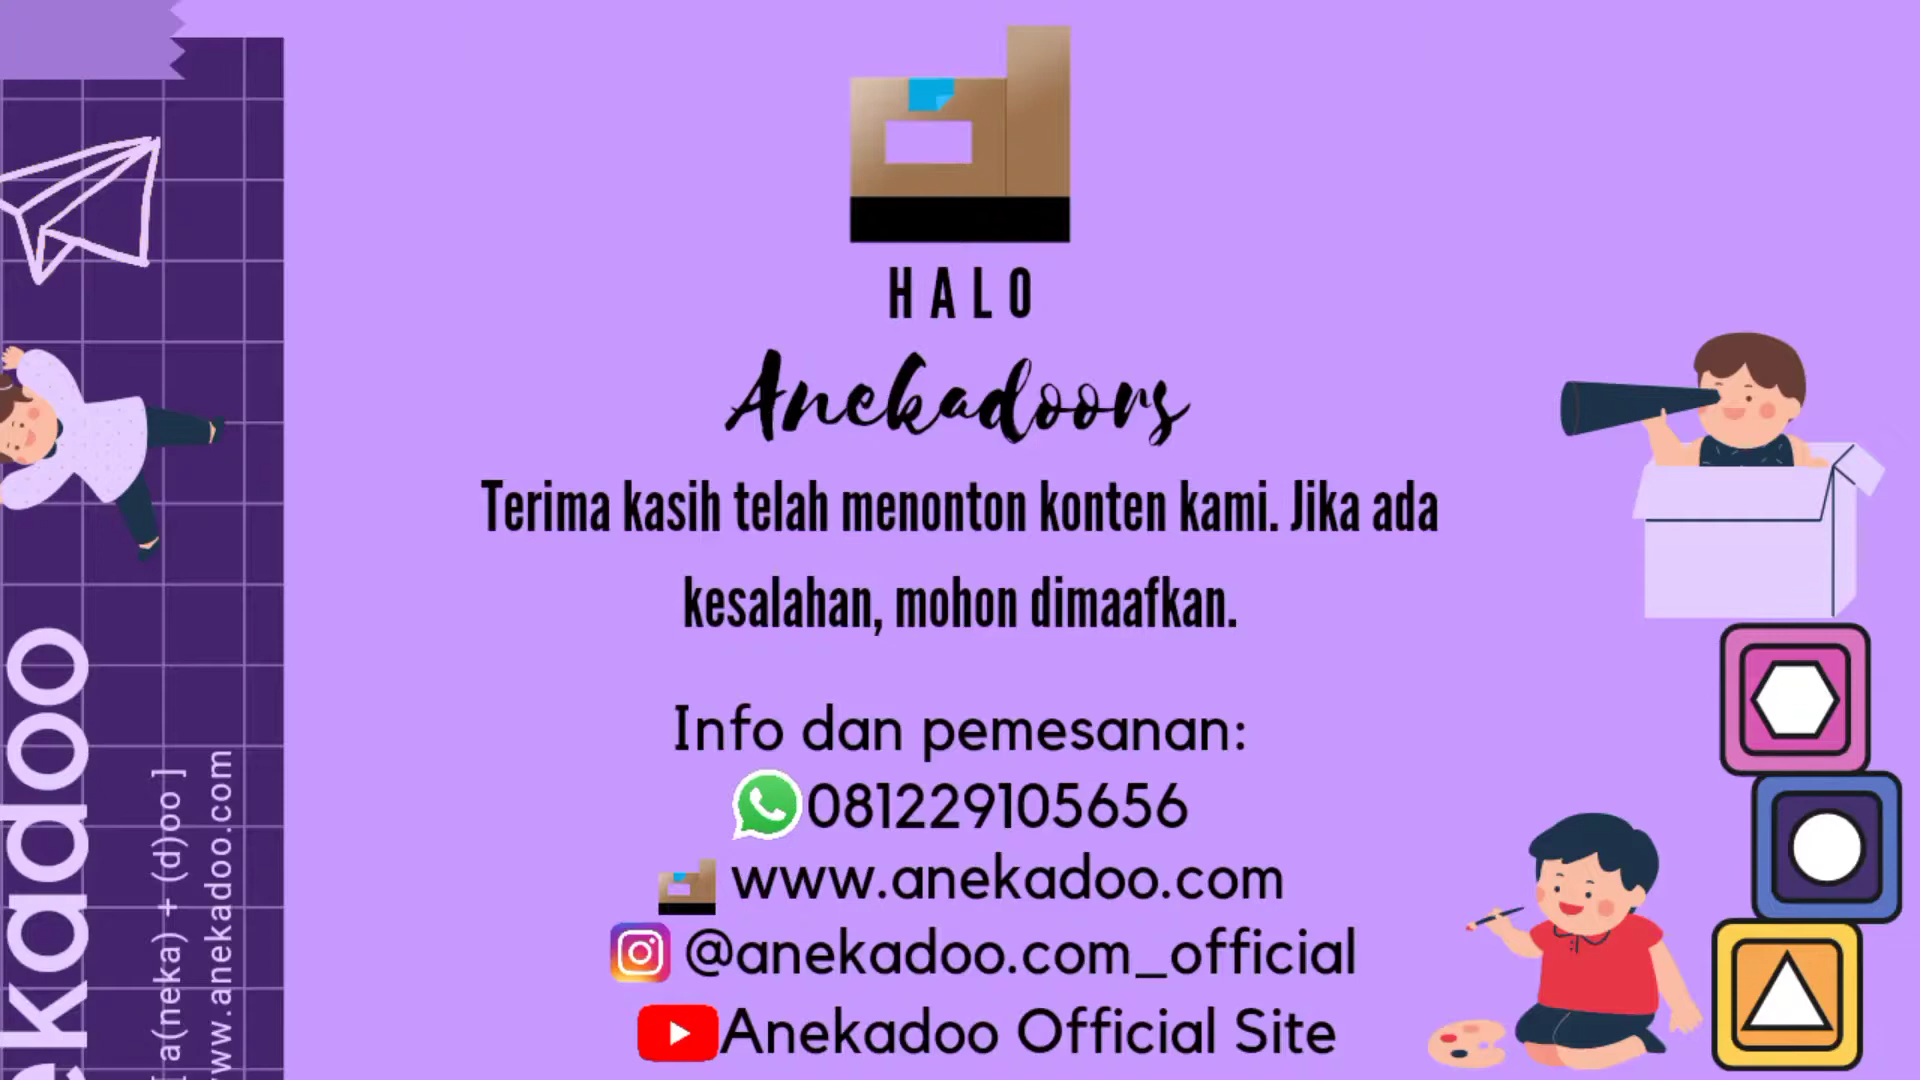 HALO
Anekadoors
Terima kasih telah menonton konten kami. Jika ada
kesalahan, mohon dimaafkan.
Info dan pemesanan:
081229105656
www.anekadoo.com
@anekadoo.com_official
Anekadoo Official Site
ekadoo
[a(neka) + (d)oo ]
www.anekadoo.com